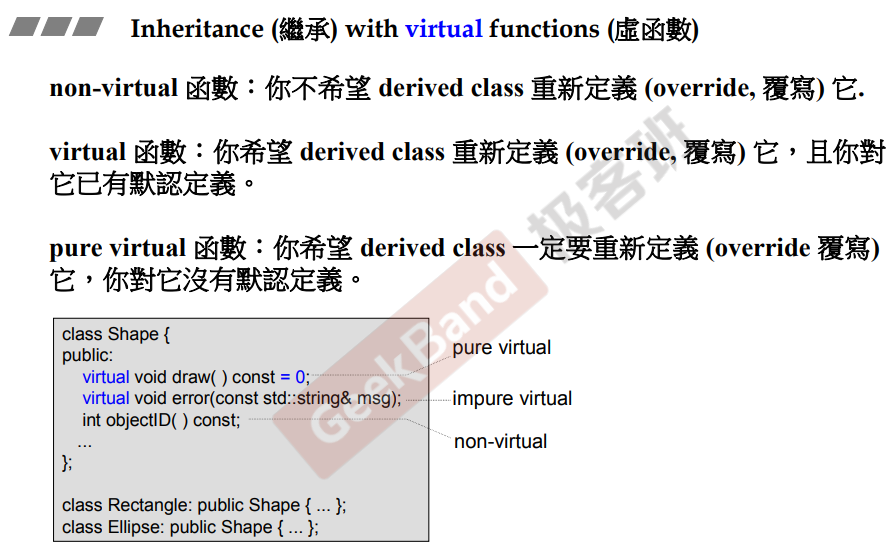 Inheritance (繼承) with virtual functions (虛函數)
non-virtual 函數：你不希望 derived class 重新定義 (override, 覆寫) 它.
virtual 函數：你希望 derived class 重新定義 (override, 覆寫) 它，且你對
它已有默認定義。
pure virtual 函數：你希望 derived class 一定要重新定義 (override 覆寫)
它，你對它沒有默認定義。
class Shape {
public:
virtual void draw( ) const = 0;
pure virtual
virtual void error(const std::string& msg);
impure virtual
int objectID( ) const;
non-virtual
...
};
class Rectangle: public Shape { ... };
class Ellipse: public Shape { ... };
GeekBand 极客班